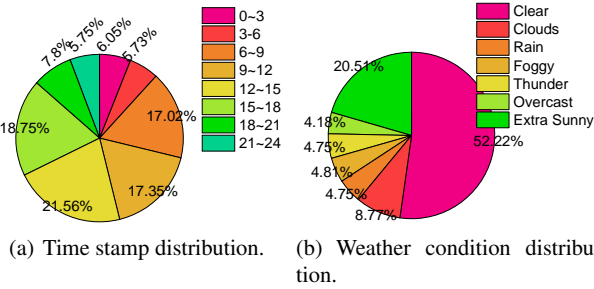 6.05%
5.73%
17.02%
17.35%
21.56%
18.75%
7.8%
5.75%
0~3
3-6
6~9
9~12
12~15
15~18
18~21
21~24
(a) Time stamp distribution.
52.22%
8.77%
4.75%
4.81%
4.75%
4.18%
20.51%
Clear
Clouds
Rain
Foggy
Thunder
Overcast
Extra Sunny
(b) Weather condition distribu
tion.